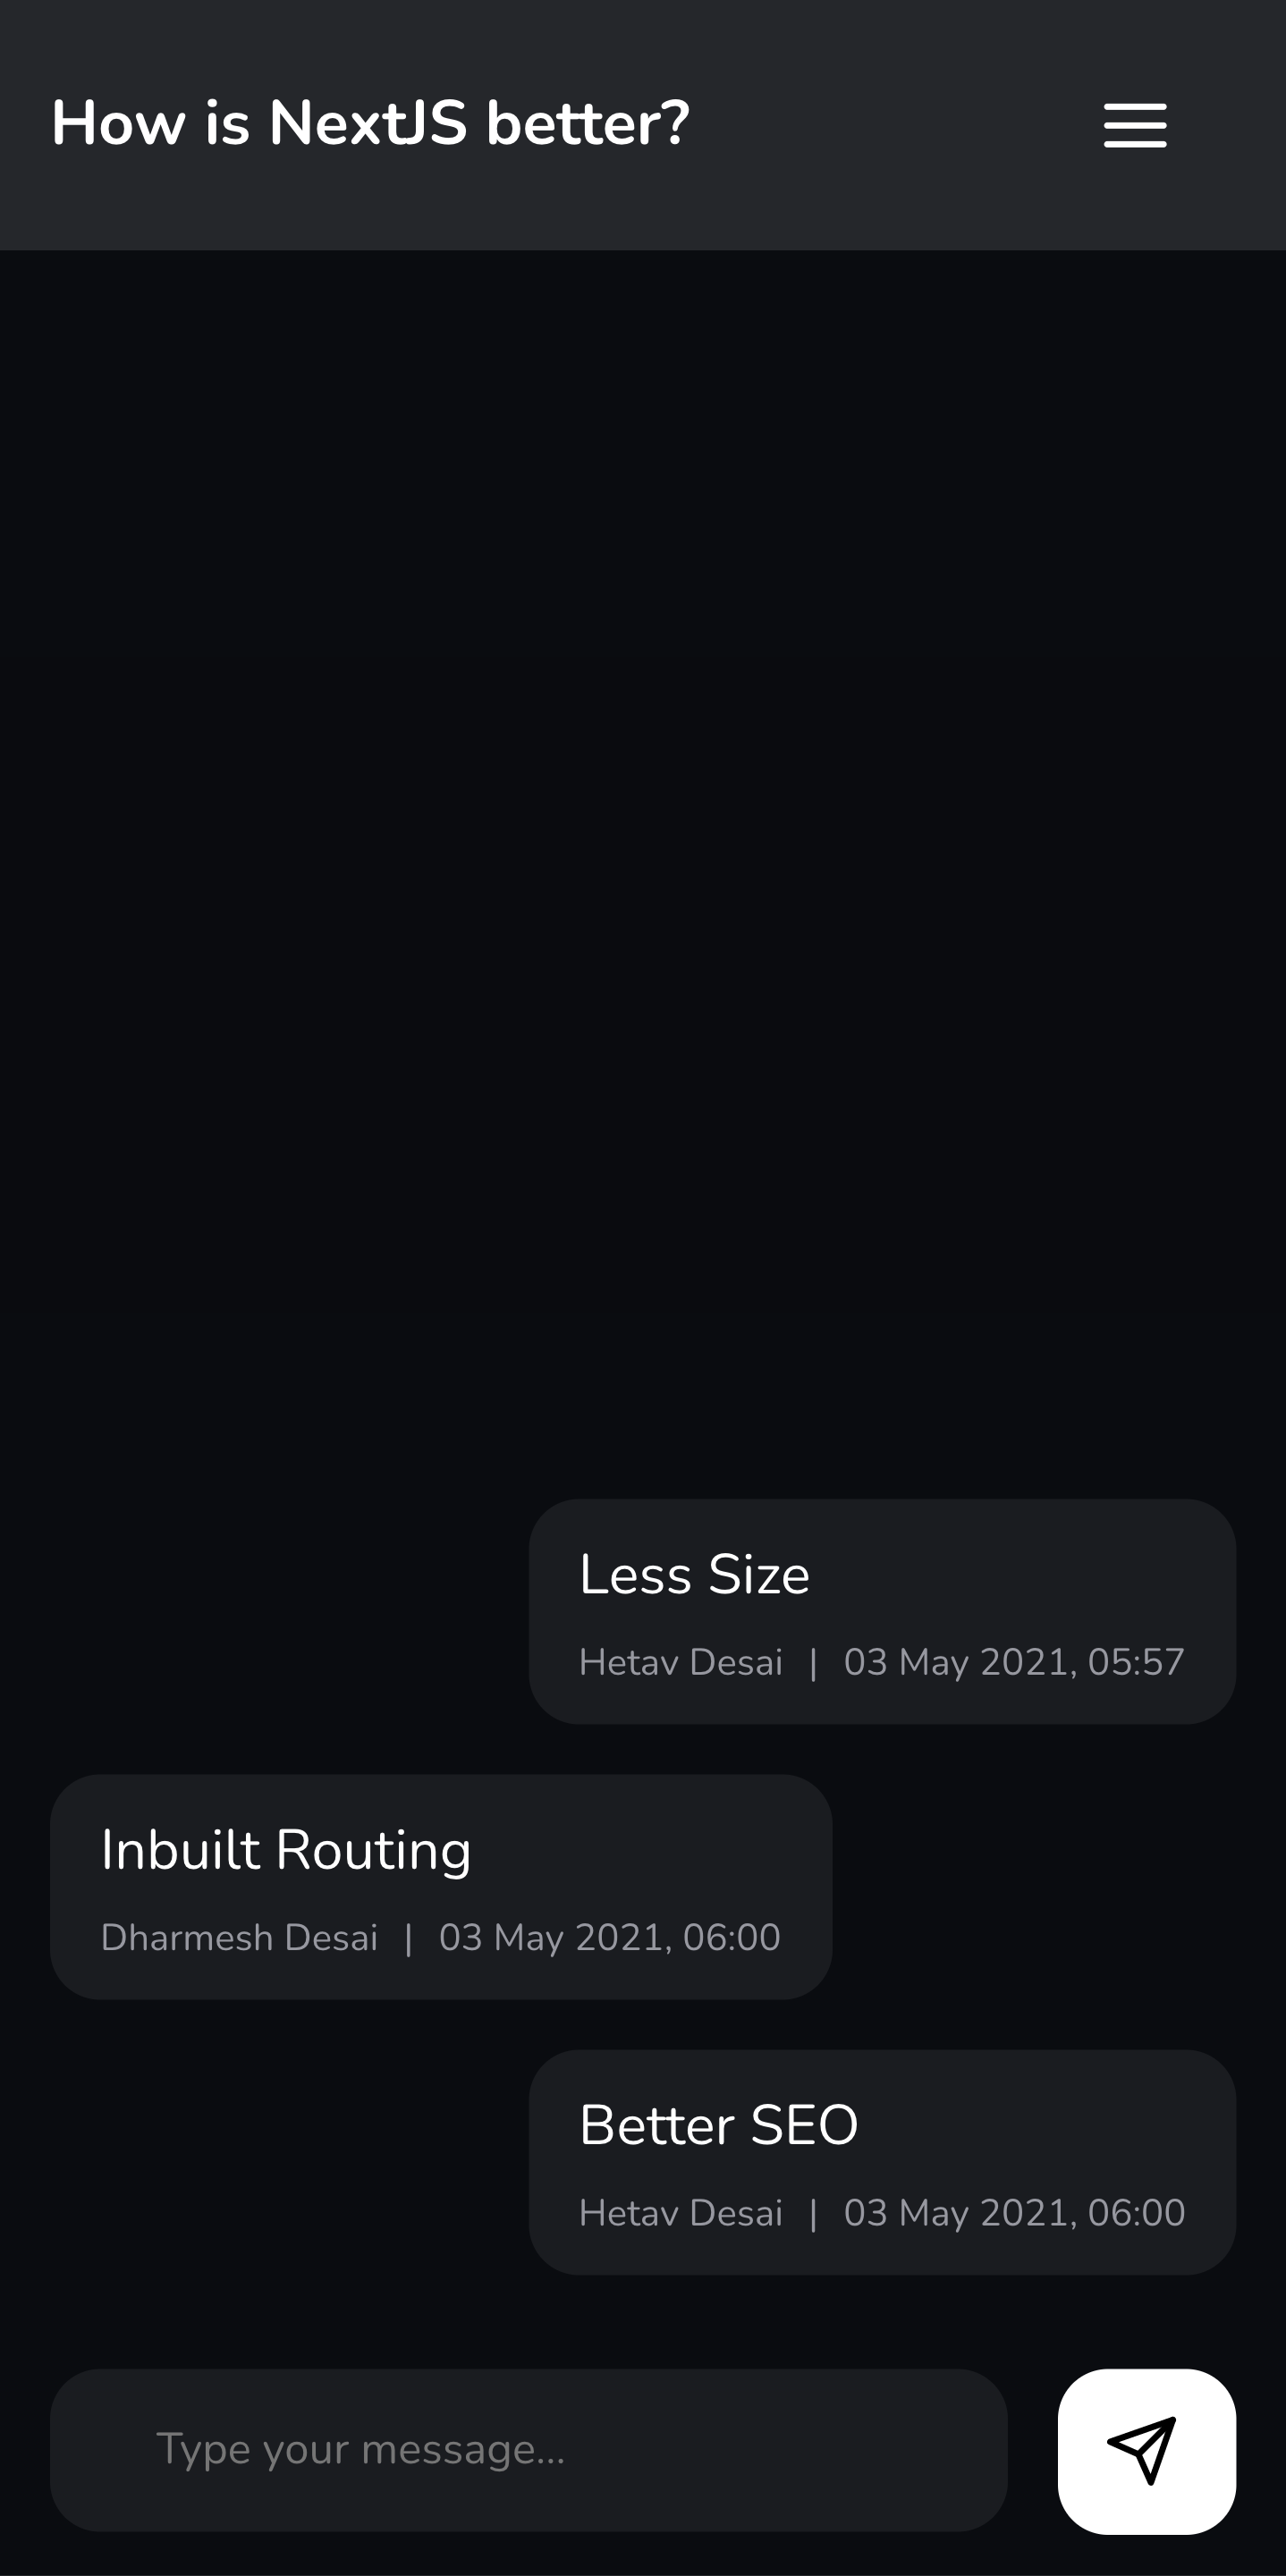 How is NextJS better?
Less Size
Hetav Desai | 03 May 2021, 05:57
Inbuilt Routing
Dharmesh Desai | 03 May 2021, 06:00
Better SEO
Hetav Desai | 03 May 2021, 06:00
Type your message...